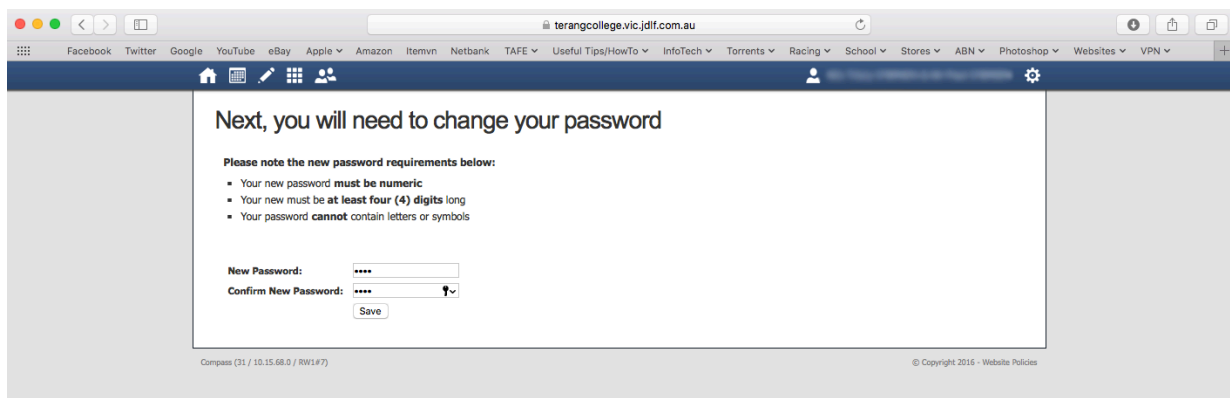 terangcollege.vic.jdlf.com.au
Facebook Twitter Google YouTube eBay Apple Amazon Itemvn Netbank TAFE Useful Tips/HowTo InfoTech Torrents Racing School Stores ABN Photoshop Websites VPN
Next, you will need to change your password
Please note the new password requirements below:
Your new password must be numeric
Your new must be at least four (4) digits long
Your password cannot contain letters or symbols
New Password: ••••
Confirm New Password: ••••
Save
Compass (31 / 10.15.68.0 / RW1#7) © Copyright 2016 - Website Policies